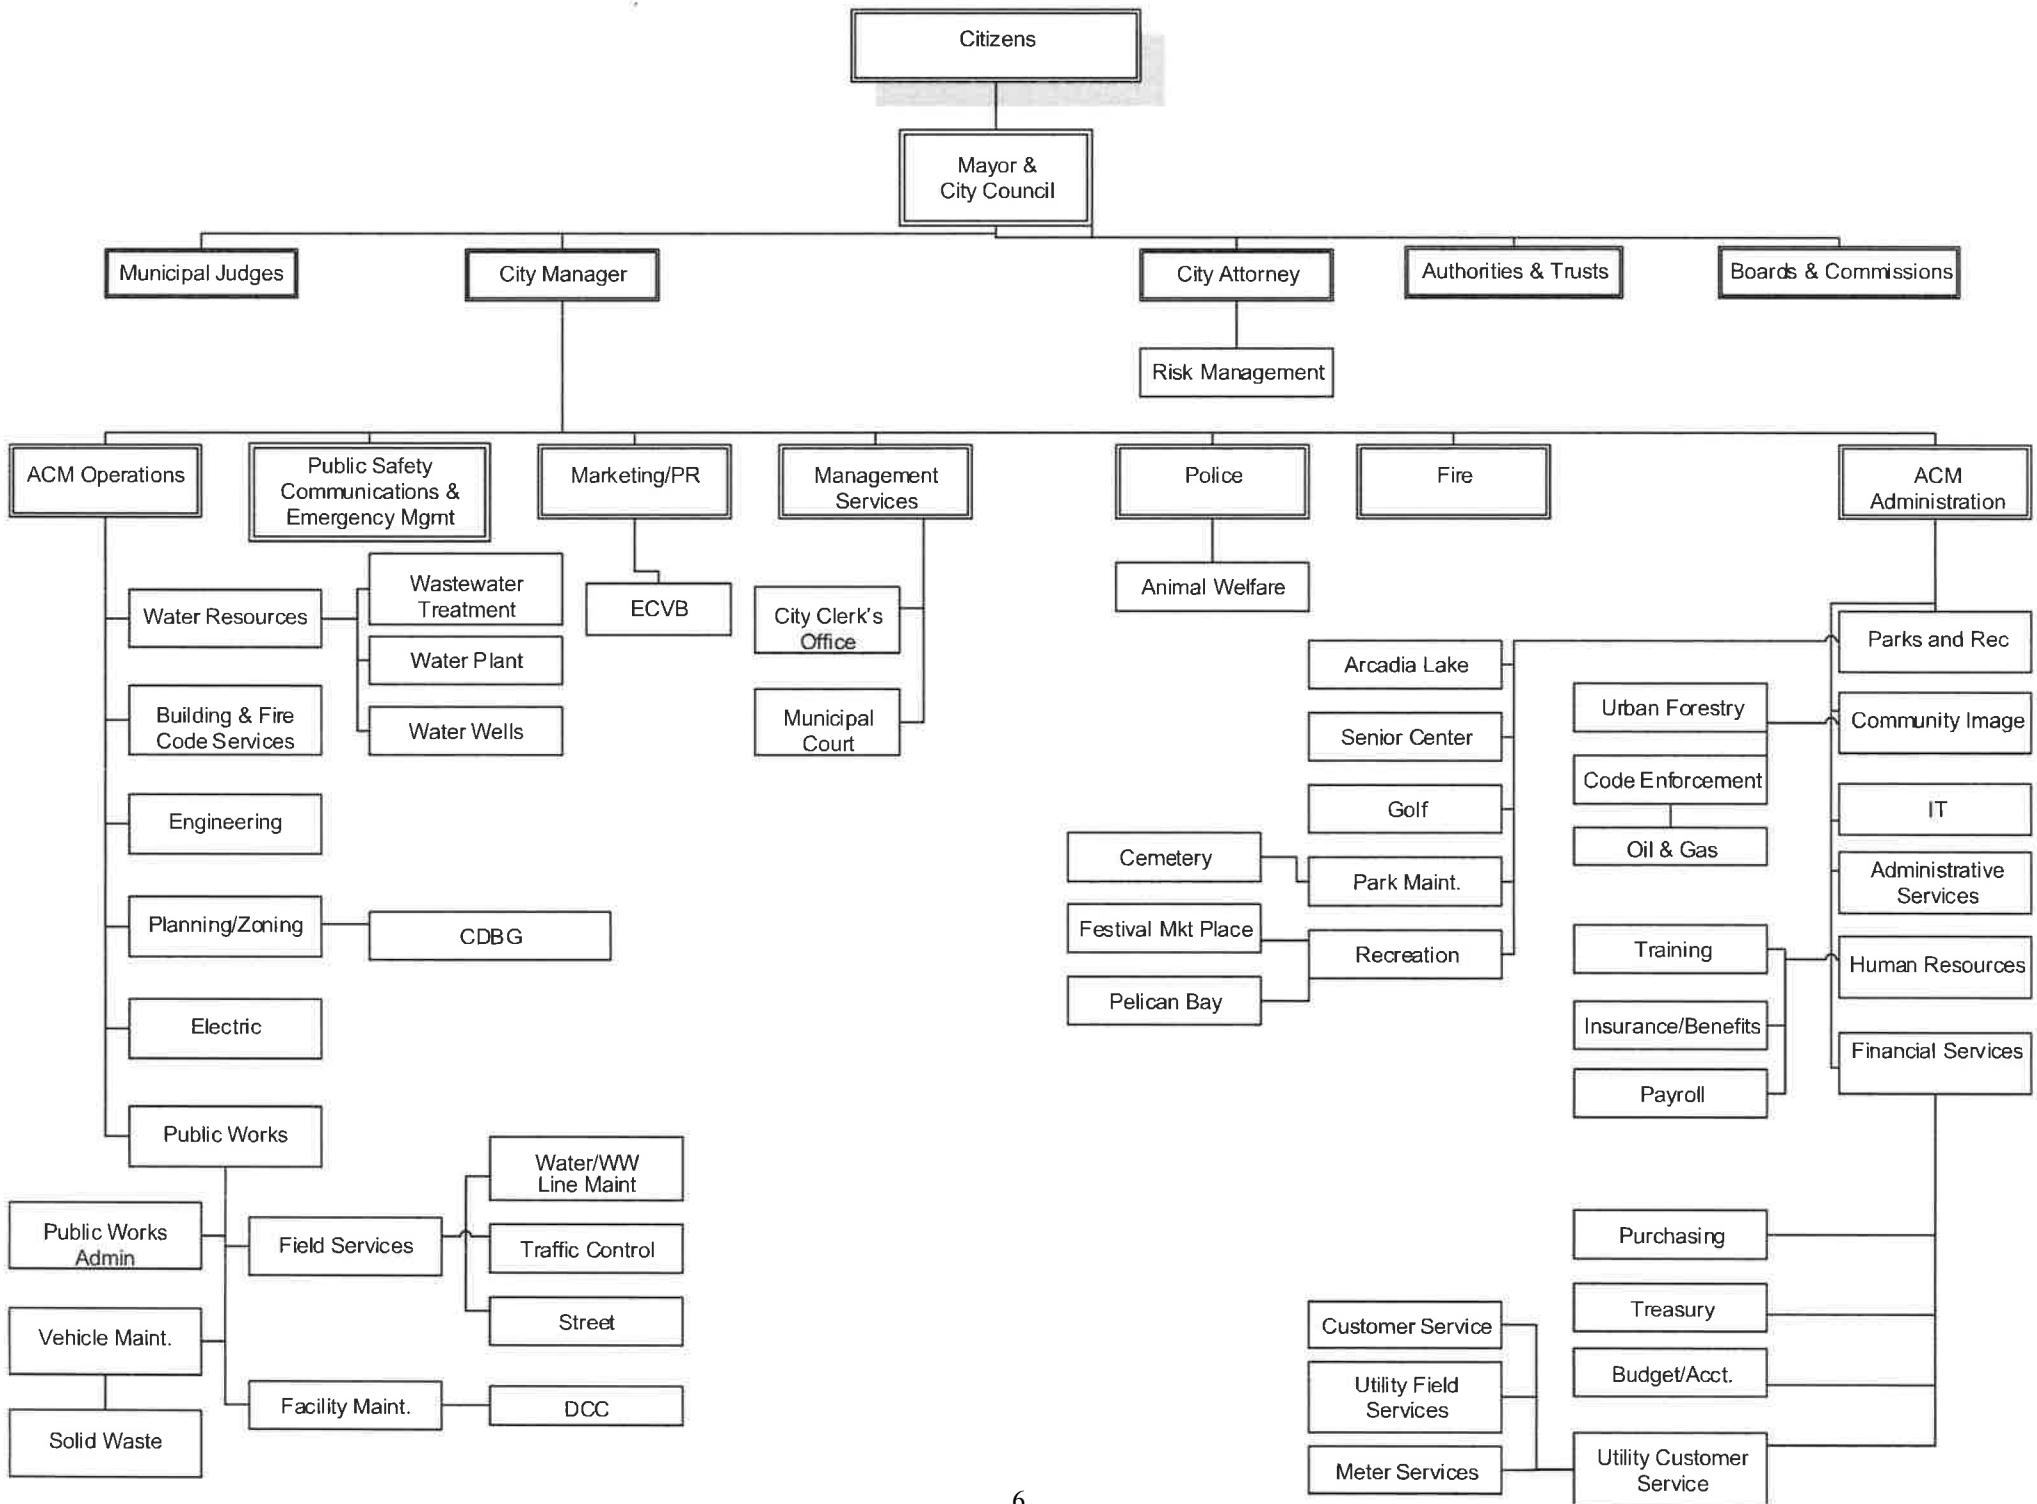 Citizens
Mayor &
City Council
Municipal Judges
City Manager
City Attorney
Authorities & Trusts
Boards & Commissions
Risk Management
ACM Operations
Public Safety
Communications &
Emergency Mgmt
Marketing/PR
Management
Services
Police
Fire
ACM
Administration
Water Resources
Wastewater
Treatment
Water Plant
Water Wells
Building & Fire
Code Services
Engineering
Planning/Zoning
CDBG
Electric
Public Works
Public Works
Admin
Field Services
Water/WW
Line Maint
Traffic Control
Street
Vehicle Maint.
Facility Maint.
DCC
Solid Waste
ECVB
City Clerk's
Office
Municipal
Court
Animal Welfare
Parks and Rec
Arcadia Lake
Senior Center
Golf
Park Maint.
Cemetery
Recreation
Festival Mkt Place
Pelican Bay
Community Image
Urban Forestry
Code Enforcement
Oil & Gas
IT
Administrative
Services
Human Resources
Training
Insurance/Benefits
Payroll
Financial Services
Purchasing
Treasury
Budget/Acct.
Utility Customer
Service
Customer Service
Utility Field
Services
Meter Services
6